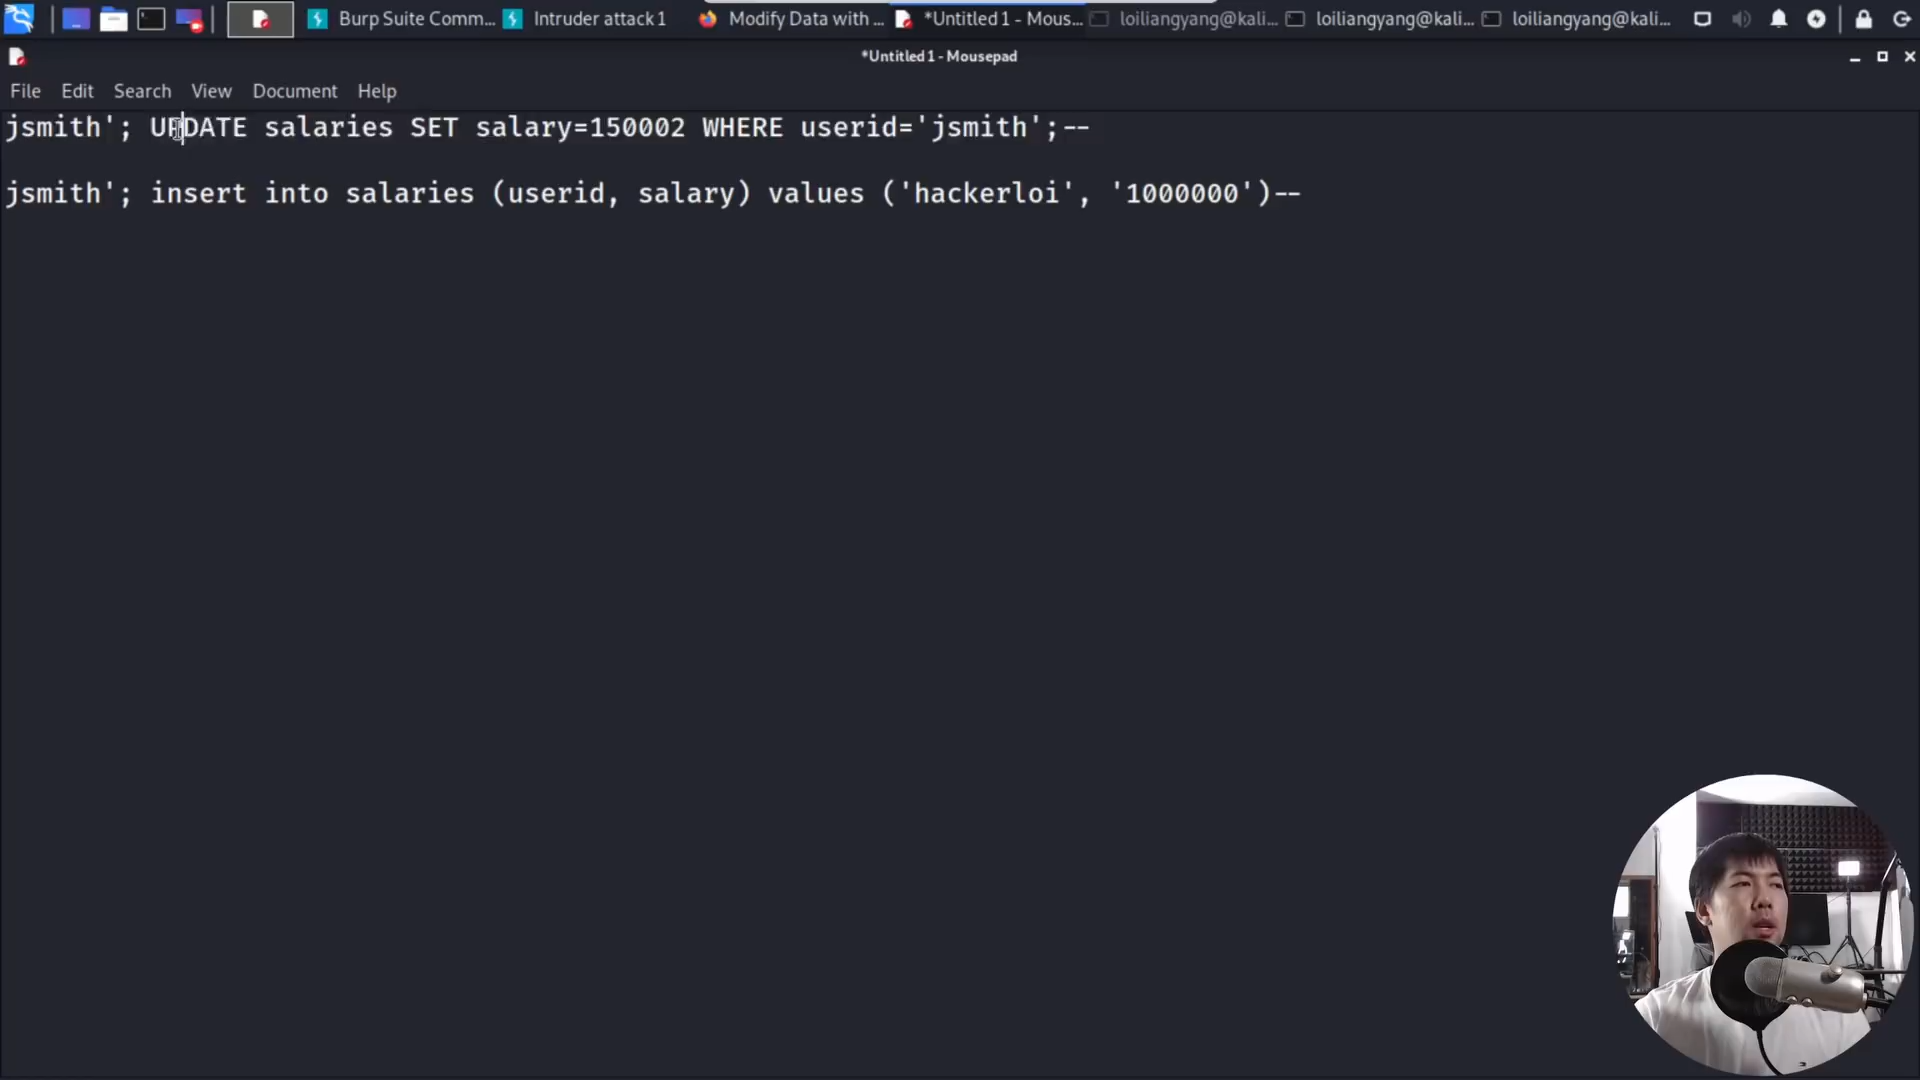 Burp Suite Comm... Intruder attack 1 Modify Data with ... *Untitled 1 - Mous... loiliangyang@kali... loiliangyang@kali... loiliangyang@kali...
*Untitled 1 - Mousepad
File Edit Search View Document Help
jsmith'; UPDATE salaries SET salary=150002 WHERE userid='jsmith';--
jsmith'; insert into salaries (userid, salary) values ('hackerloi', '1000000')--